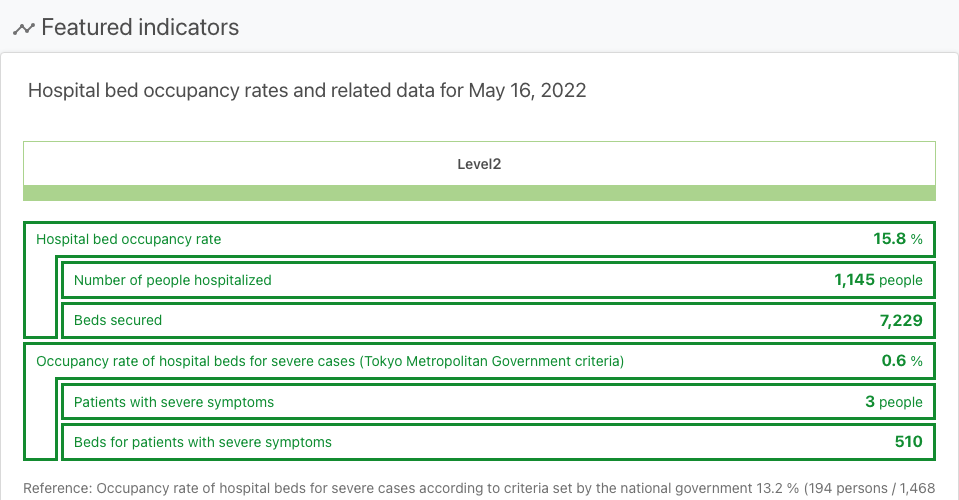 Featured indicators
Hospital bed occupancy rates and related data for May 16, 2022
Level2
Hospital bed occupancy rate 15.8 %
Number of people hospitalized 1,145 people
Beds secured 7,229
Occupancy rate of hospital beds for severe cases (Tokyo Metropolitan Government criteria) 0.6 %
Patients with severe symptoms 3 people
Beds for patients with severe symptoms 510
Reference: Occupancy rate of hospital beds for severe cases according to criteria set by the national government 13.2 % (194 persons / 1,468